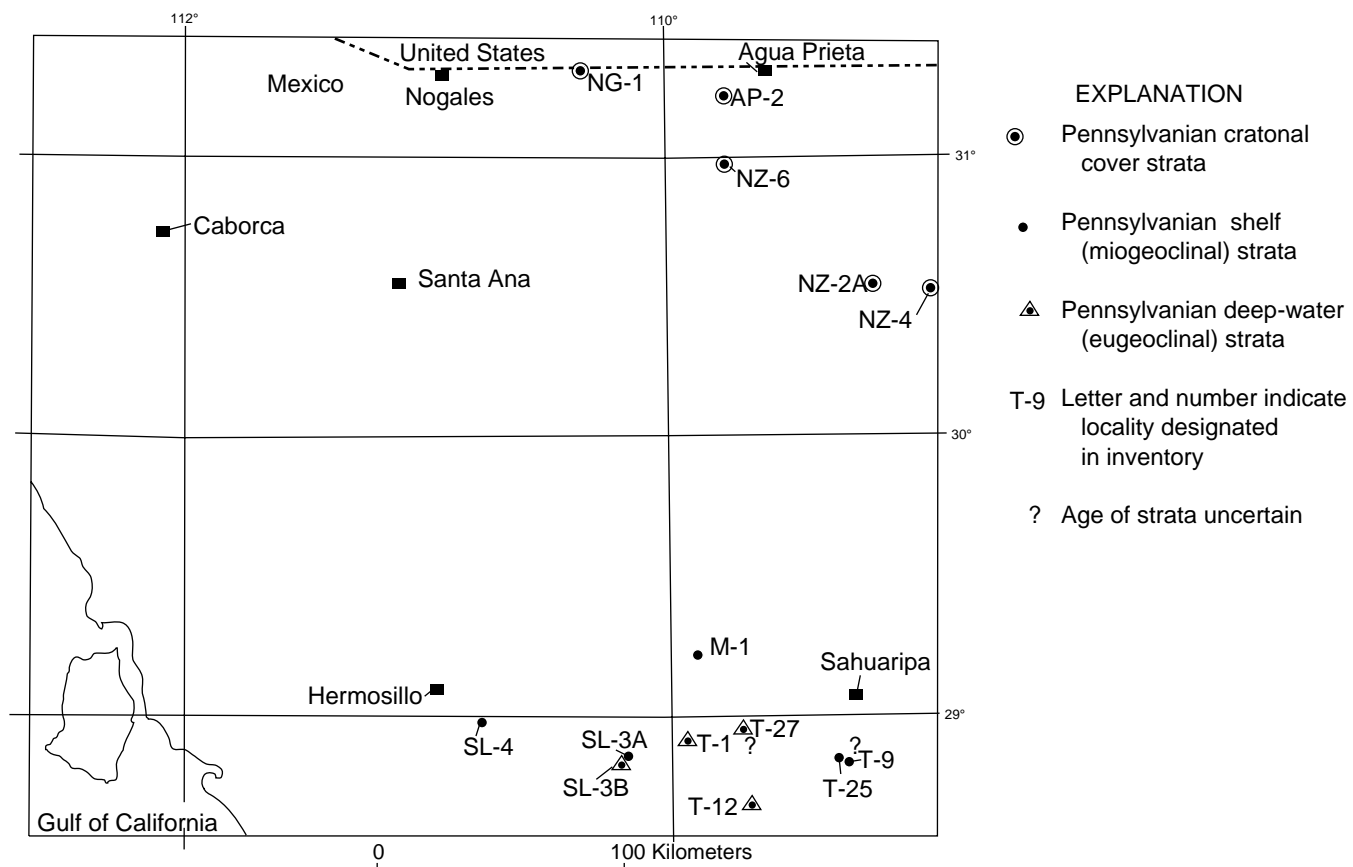 112°
110°
United States
Agua Prieta
Mexico
Nogales
NG-1
AP-2
31°
NZ-6
Caborca
Santa Ana
NZ-2A
NZ-4
30°
M-1
Sahuaripa
Hermosillo
29°
SL-4
SL-3A
T-1
T-27
?
?
T-9
SL-3B
T-25
T-12
Gulf of California
0
100 Kilometers
EXPLANATION
Pennsylvanian cratonal
cover strata
Pennsylvanian shelf
(miogeoclinal) strata
Pennsylvanian deep-water
(eugeoclinal) strata
T-9 Letter and number indicate
locality designated
in inventory
? Age of strata uncertain